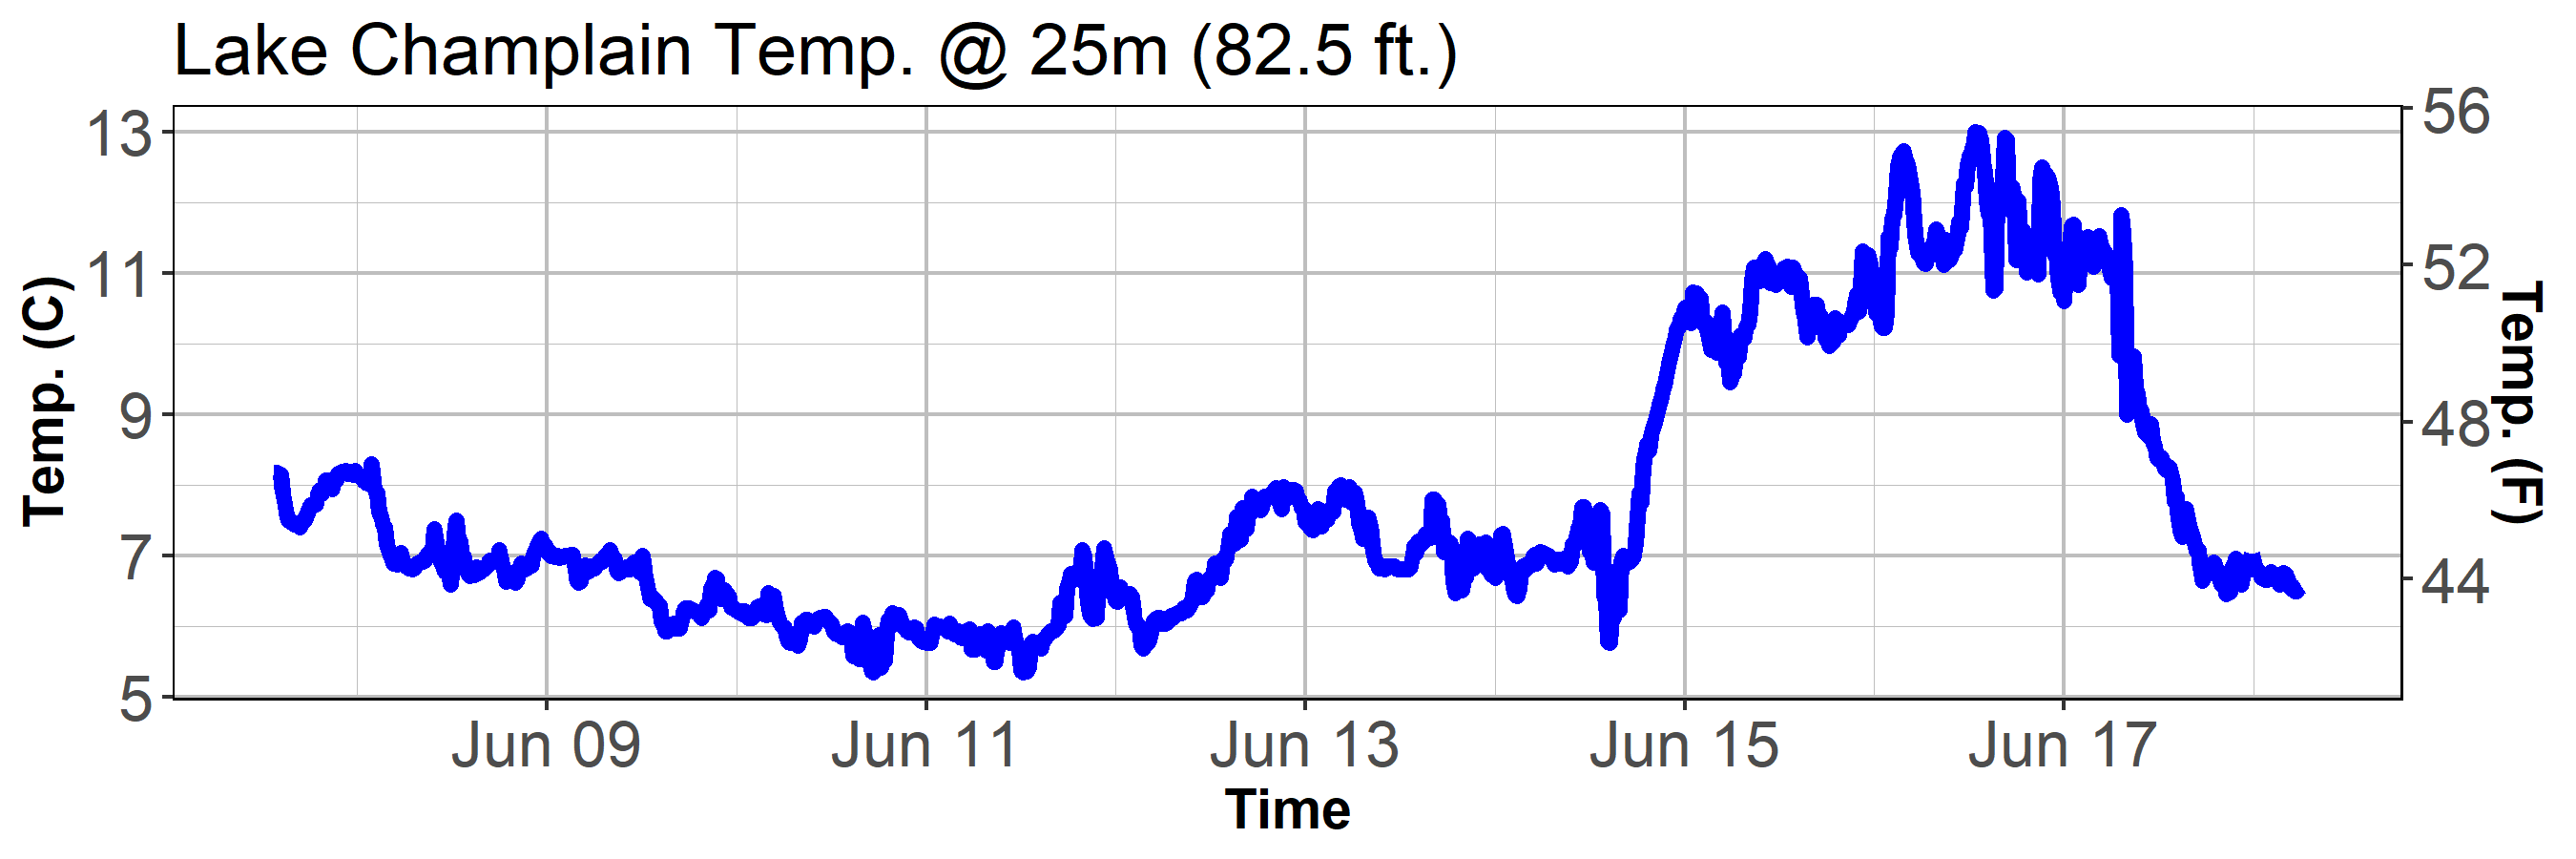 Lake Champlain Temp. @ 25m (82.5 ft.)
Temp. (C)
13
11
9
7
5
56
52
48
44
Temp. (F)
Jun 09 Jun 11 Jun 13 Jun 15 Jun 17
Time